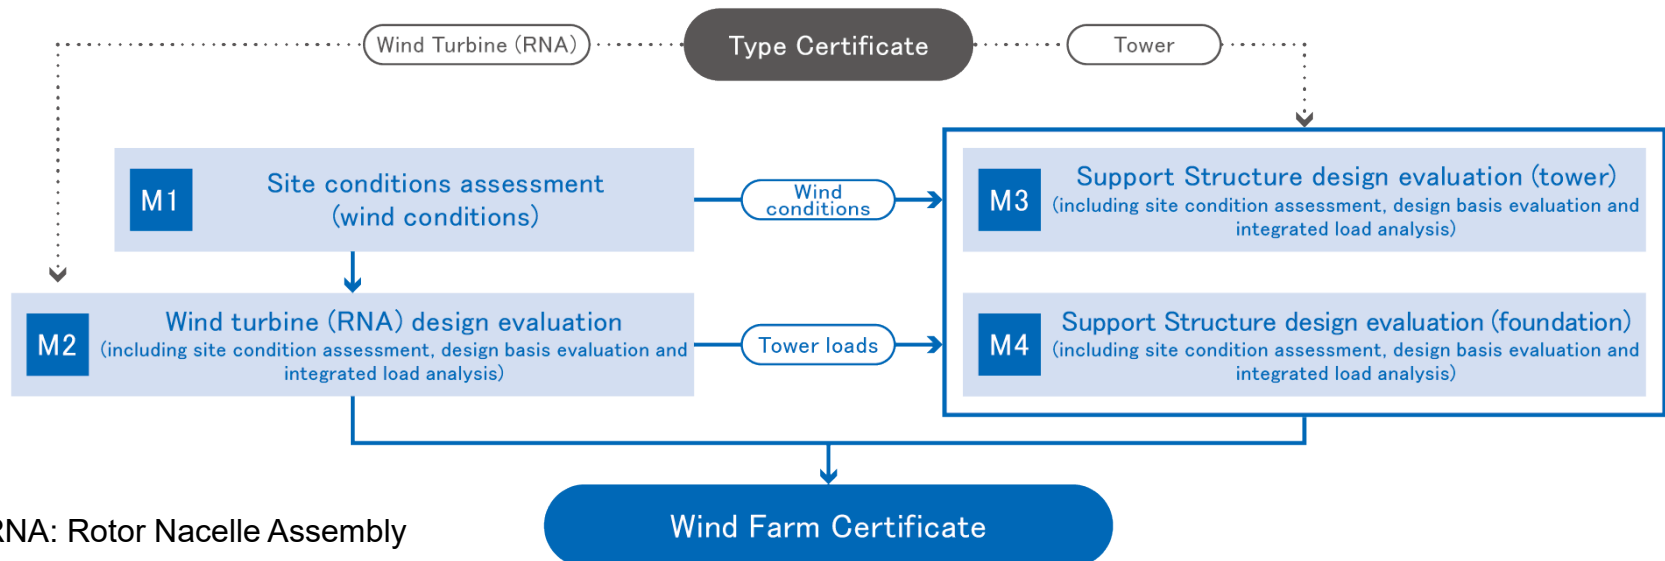 Wind Turbine (RNA)
Type Certificate
Tower
M1
Site conditions assessment
(wind conditions)
Wind
conditions
M3
Support Structure design evaluation (tower)
(including site condition assessment, design basis evaluation and
integrated load analysis)
M2
Wind turbine (RNA) design evaluation
(including site condition assessment, design basis evaluation and
integrated load analysis)
Tower loads
M4
Support Structure design evaluation (foundation)
(including site condition assessment, design basis evaluation and
integrated load analysis)
Wind Farm Certificate
RNA: Rotor Nacelle Assembly